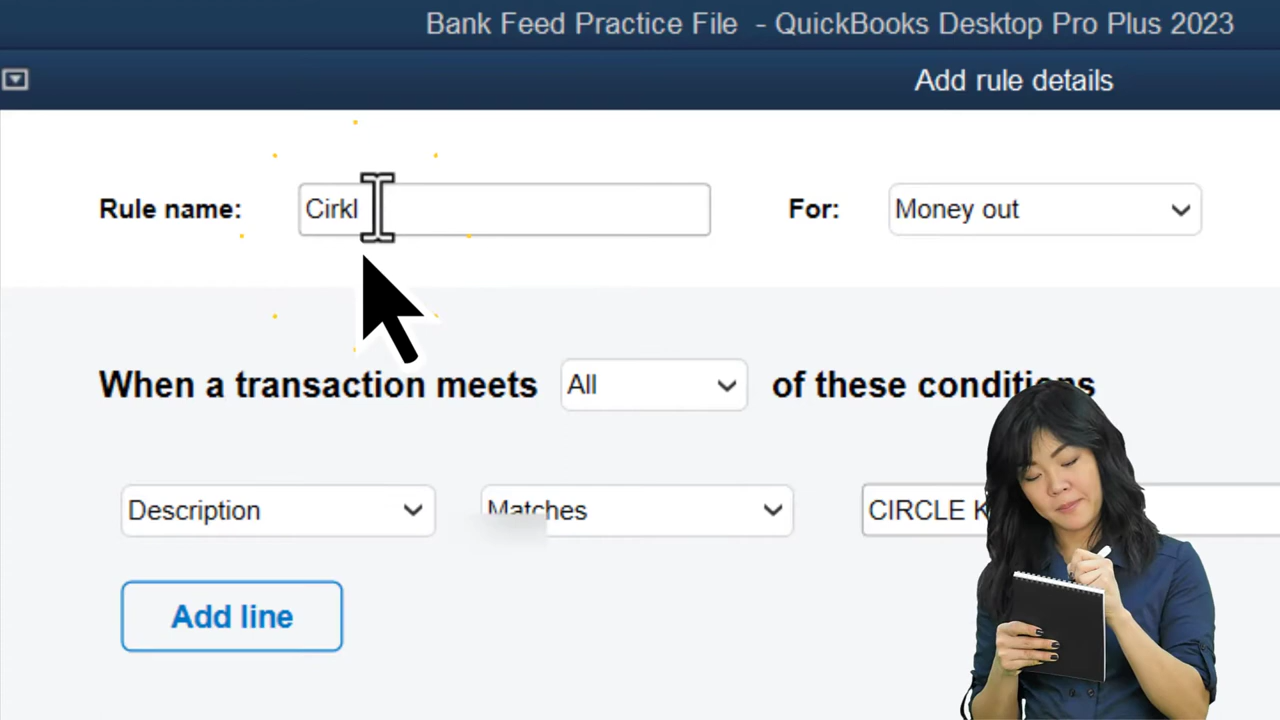 Bank Feed Practice File - QuickBooks Desktop Pro Plus 2023
Add rule details
Rule name: Cirkl For: Money out
When a transaction meets All of these conditions
Description Matches CIRCLE
Add line